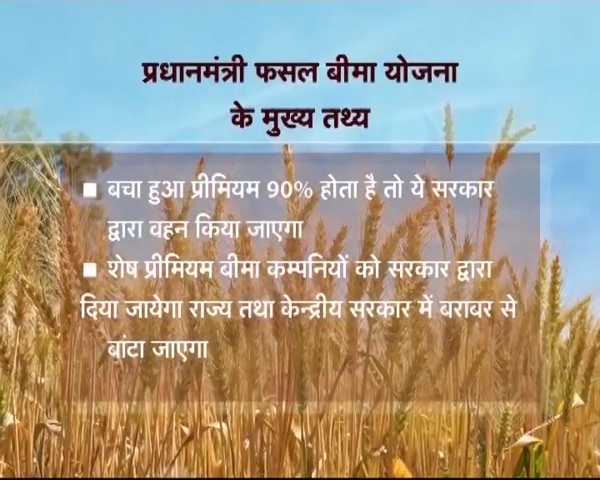 प्रधानमंत्री फसल बीमा योजना
के मुख्य तथ्य
■ बचा हुआ प्रीमियम 90% होता है तो ये सरकार
द्वारा वहन किया जाएगा
■ शेष प्रीमियम बीमा कम्पनियों को सरकार द्वारा
दिया जायेगा राज्य तथा केन्द्रीय सरकार में बराबर से
बांटा जाएगा